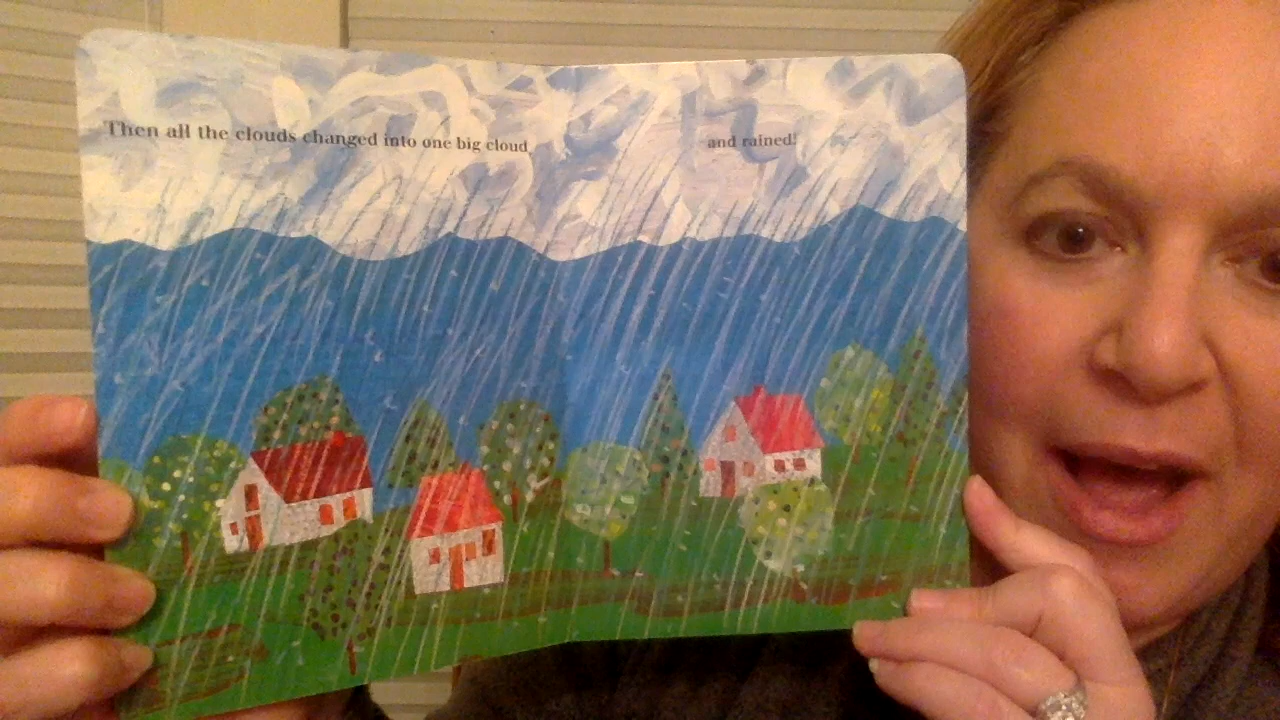 Then all the clouds changed into one big cloud
and rained!